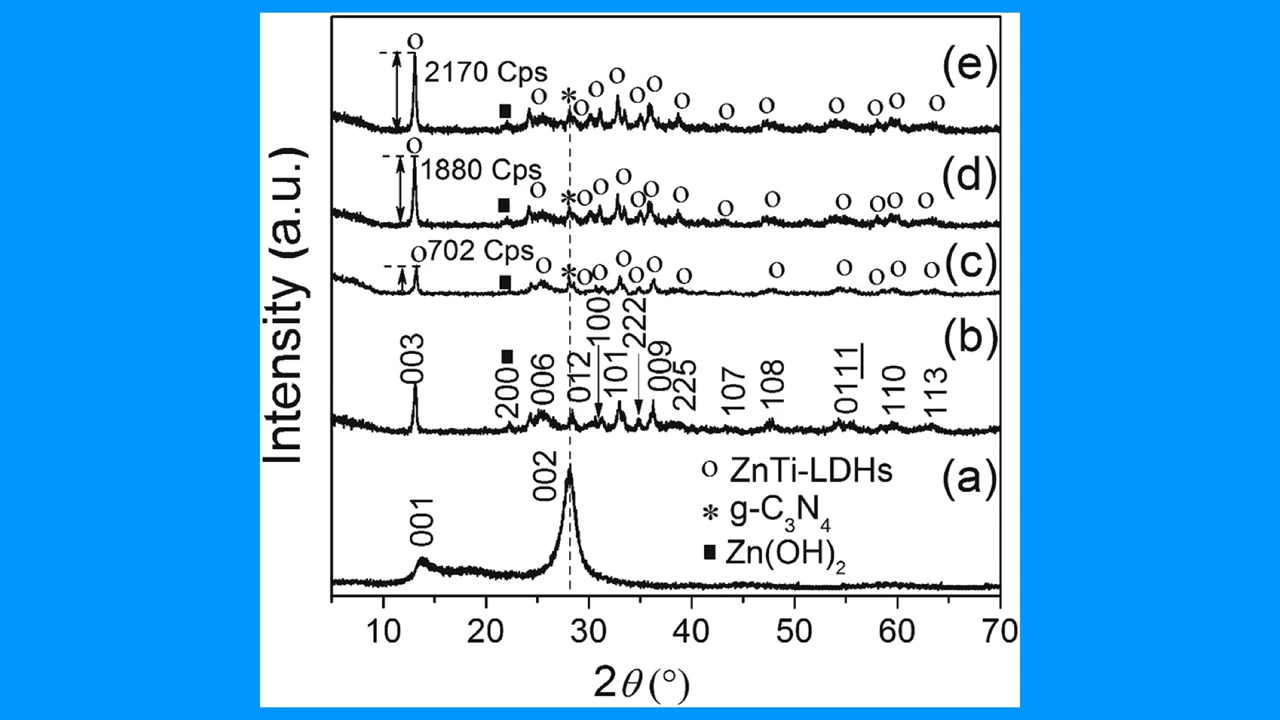 (e)
2170 Cps
(d)
1880 Cps
(c)
702 Cps
(b)
003
200
006
012
100
101
222
009
225
107
108
0111
110
113
(a)
001
002
o ZnTi-LDHs
* g-C₃N₄
■ Zn(OH)₂
Intensity (a.u.)
10 20 30 40 50 60 70
2θ (°)